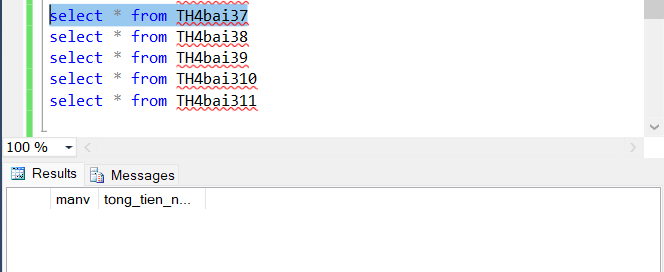 select * from TH4bai37
select * from TH4bai38
select * from TH4bai39
select * from TH4bai310
select * from TH4bai311
100 %
Results Messages
manv tong_tien_n...